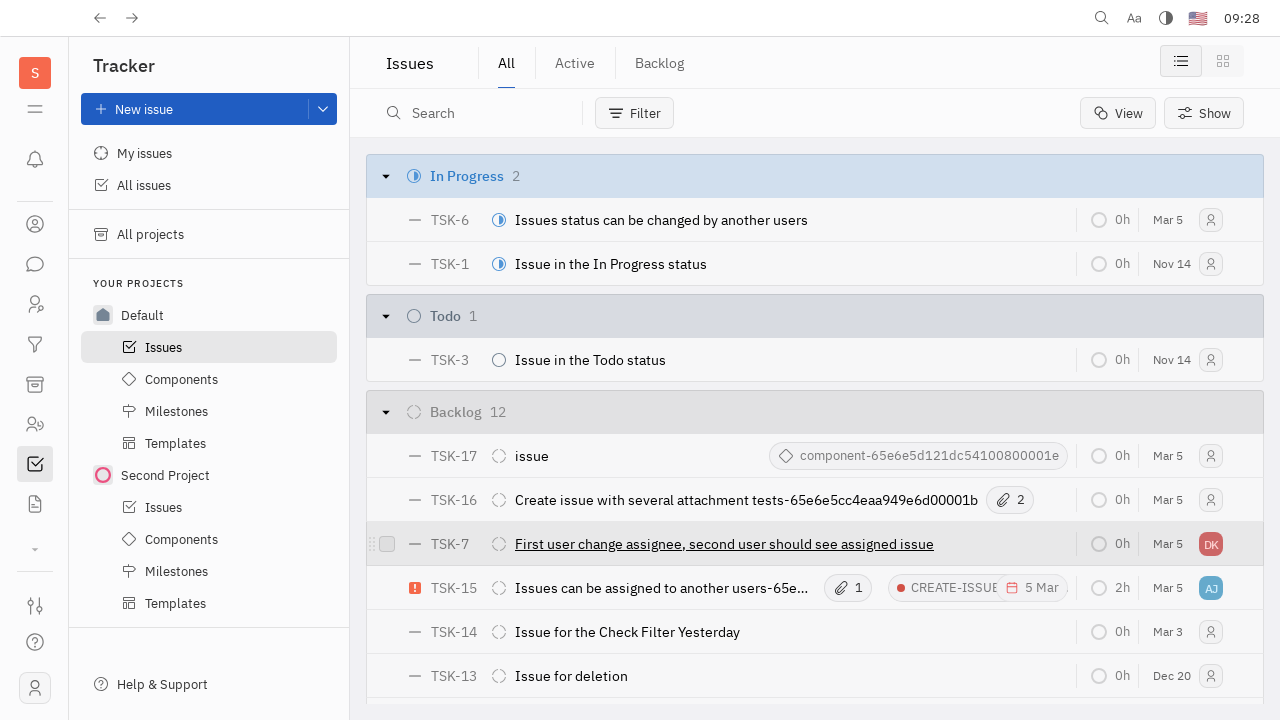 Aa
09:28
S
Tracker
New issue
My issues
All issues
All projects
YOUR PROJECTS
Default
Issues
Components
Milestones
Templates
Second Project
Issues
Components
Milestones
Templates
Help & Support
Issues
All
Active
Backlog
Search
Filter
View
Show
In Progress 2
TSK-6 Issues status can be changed by another users 0h Mar 5
TSK-1 Issue in the In Progress status 0h Nov 14
Todo 1
TSK-3 Issue in the Todo status 0h Nov 14
Backlog 12
TSK-17 issue component-65e6e5d121dc54100800001e 0h Mar 5
TSK-16 Create issue with several attachment tests-65e6e5cc4eaa949e6d00001b 2 0h Mar 5
TSK-7 First user change assignee, second user should see assigned issue 0h Mar 5 DK
TSK-15 Issues can be assigned to another users-65e... 1 CREATE-ISSUE 5 Mar 2h Mar 5 AJ
TSK-14 Issue for the Check Filter Yesterday 0h Mar 3
TSK-13 Issue for deletion 0h Dec 20